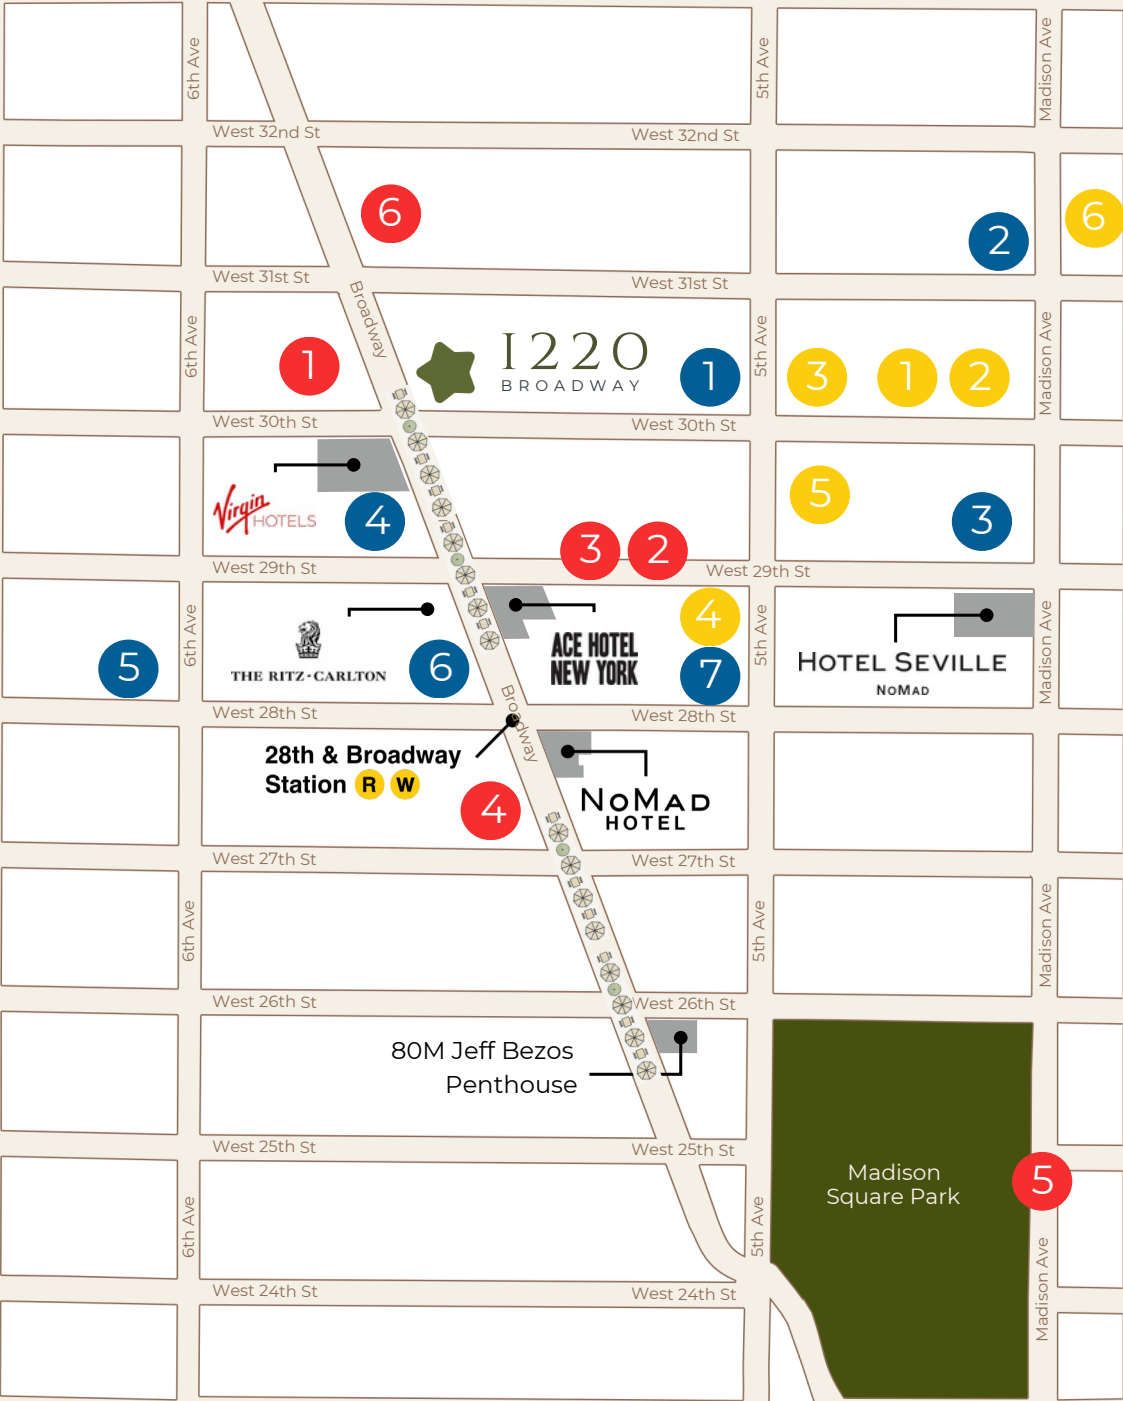 6th Ave
5th Ave
Madison Ave
West 32nd St
West 32nd St
6
2
6
West 31st St
West 31st St
Broadway
6th Ave
1
1220
BROADWAY
1
5th Ave
3
1
2
Madison Ave
West 30th St
West 30th St
Virgin
HOTELS
4
5
3
3
2
West 29th St
West 29th St
6th Ave
5
THE RITZ-CARLTON
6
ACE HOTEL
NEW YORK
4
7
5th Ave
HOTEL SEVILLE
NOMAD
Madison Ave
West 28th St
West 28th St
Broadway
28th & Broadway
Station R W
4
NOMAD
HOTEL
West 27th St
West 27th St
6th Ave
5th Ave
Madison Ave
West 26th St
West 26th St
80M Jeff Bezos
Penthouse
West 25th St
West 25th St
Madison
Square Park
5
6th Ave
5th Ave
Madison Ave
West 24th St
West 24th St